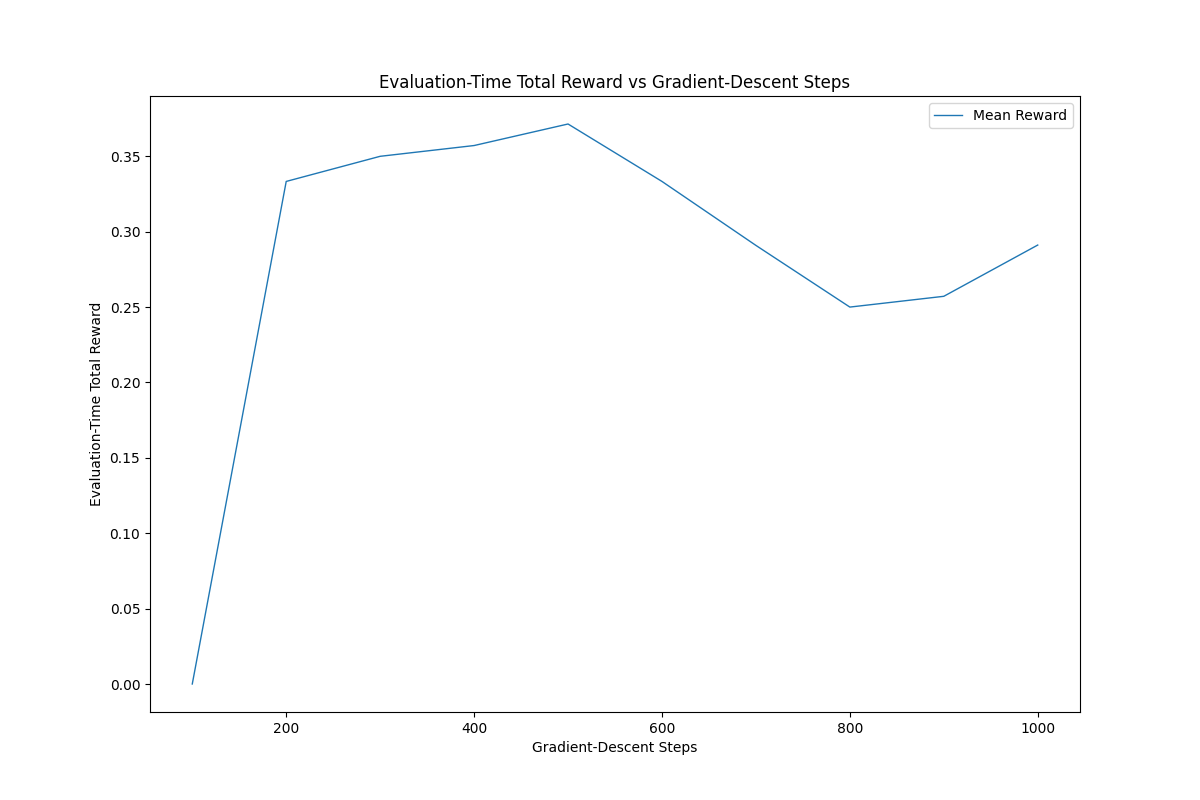 Evaluation-Time Total Reward vs Gradient-Descent Steps
Mean Reward
Evaluation-Time Total Reward
0.35
0.30
0.25
0.20
0.15
0.10
0.05
0.00
200 400 600 800 1000
Gradient-Descent Steps